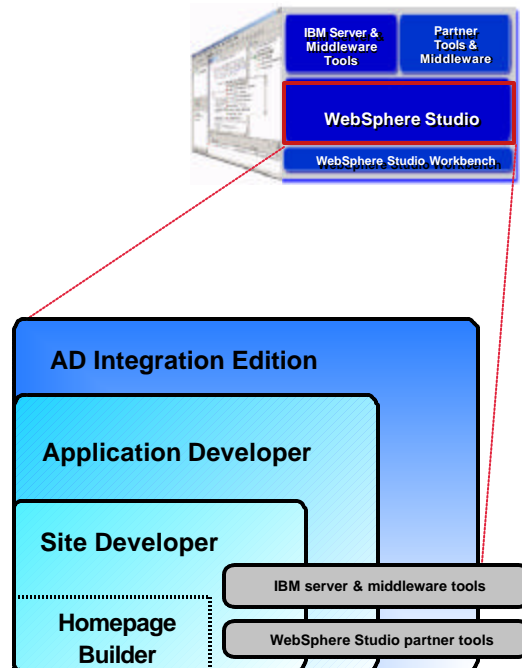 IBM Server &
Middleware
Tools
Partner
Tools &
Middleware
WebSphere Studio
WebSphere Studio Workbench
AD Integration Edition
Application Developer
Site Developer
IBM server & middleware tools
Homepage
Builder
WebSphere Studio partner tools